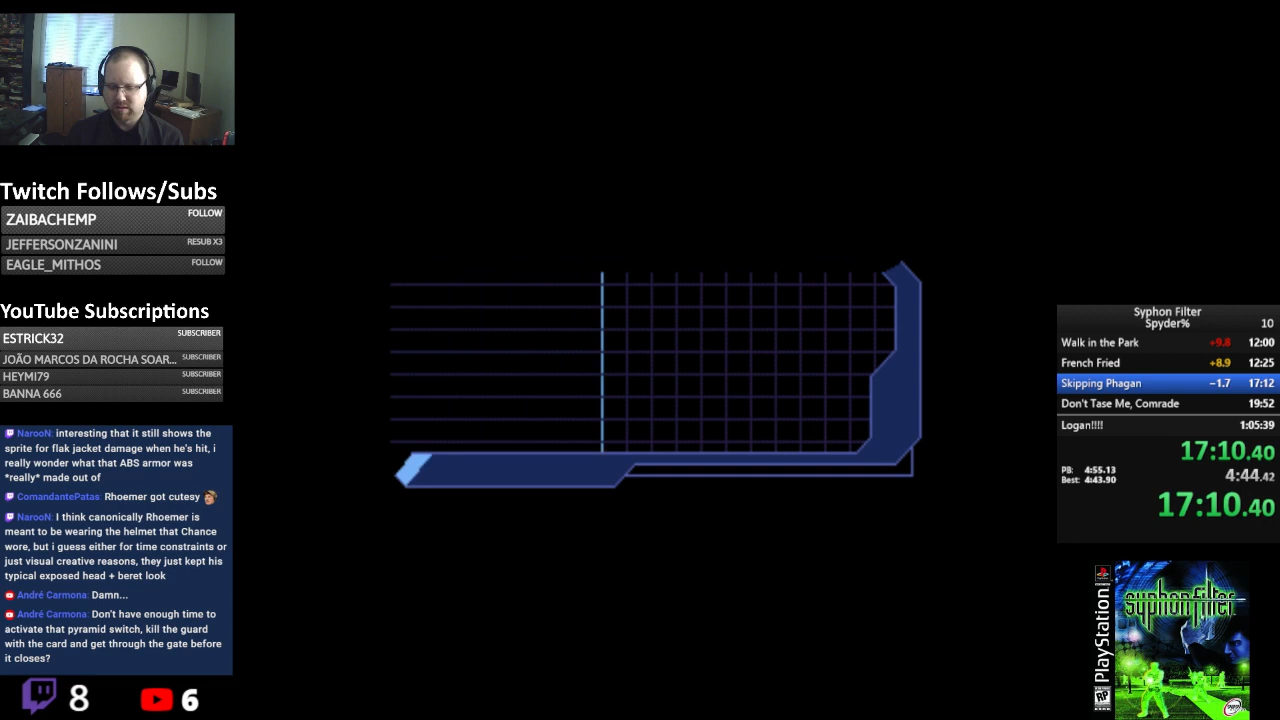 Twitch Follows/Subs
ZAIBACHEMP FOLLOW
JEFFERSONZANINI RESUB X3
EAGLE_MITHOS FOLLOW
YouTube Subscriptions
ESTRICK32 SUBSCRIBER
JOÃO MARCOS DA ROCHA SOAR... SUBSCRIBER
HEYMI79 SUBSCRIBER
BANNA 666 SUBSCRIBER
NarooN: interesting that it still shows the
sprite for flak jacket damage when he's hit, i
really wonder what that ABS armor was
*really* made out of
ComandantePatas: Rhoemer got cutesy
NarooN: I think canonically Rhoemer is
meant to be wearing the helmet that Chance
wore, but i guess either for time constraints or
just visual creative reasons, they just kept his
typical exposed head + beret look
André Carmona: Damn...
André Carmona: Don't have enough time to
activate that pyramid switch, kill the guard
with the card and get through the gate before
it closes?
8 6
Syphon Filter
Spyder% 10
Walk in the Park +9.8 12:00
French Fried +8.9 12:25
Skipping Phagan −1.7 17:12
Don't Tase Me, Comrade 19:52
Logan!!!! 1:05:39
17:10.40
PB: 4:55.13
Best: 4:43.90
4:44.42
17:10.40
PlayStation
syphon filter